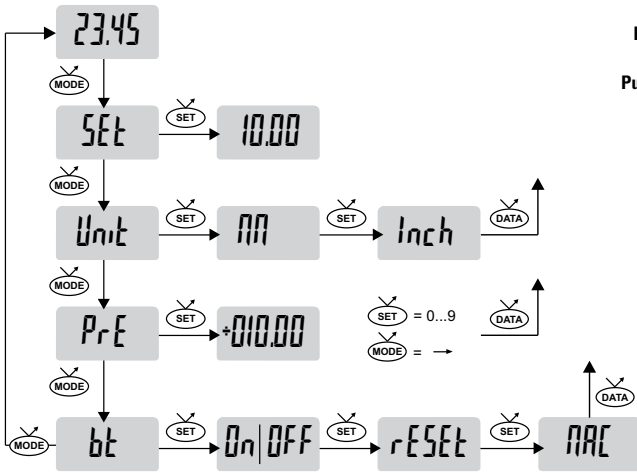 23.45
MODE
SEt
SET
10.00
MODE
Unit
SET
MM
SET
Inch
DATA
MODE
PrE
SET
÷010.00
SET = 0...9
DATA
MODE = →
MODE
MODE
bt
SET
On|OFF
SET
rESEt
SET
MAC
DATA